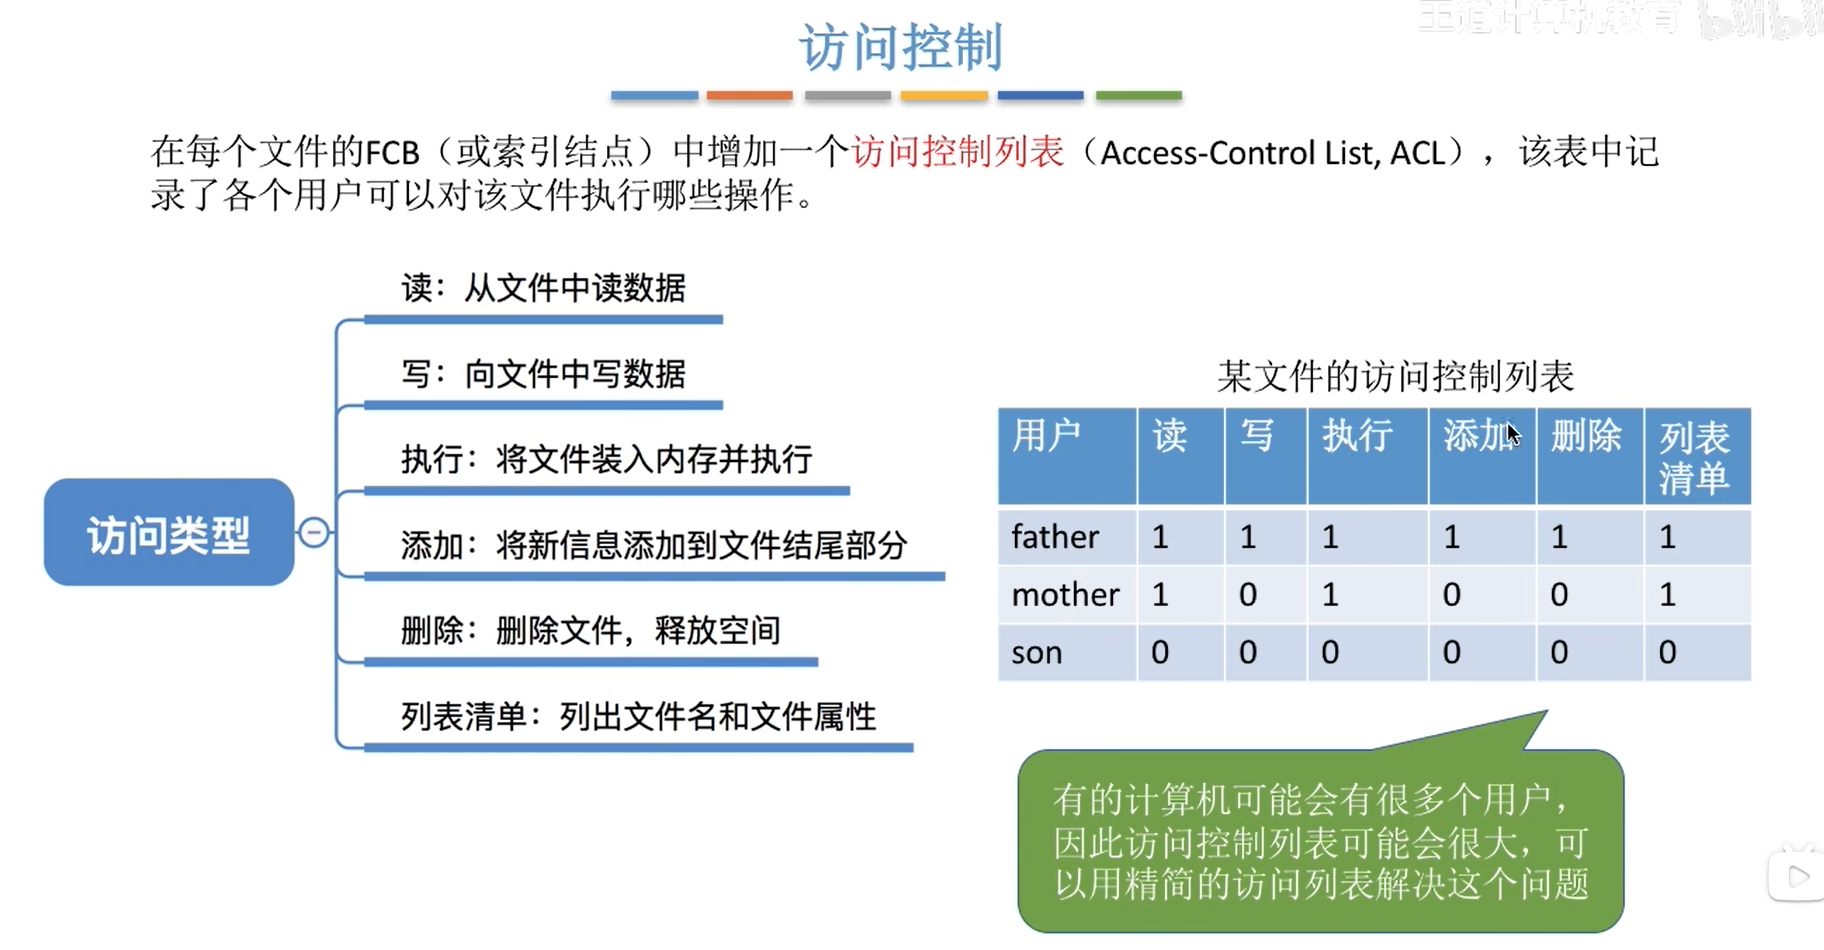 王道计算机教育 bilibili
访问控制
在每个文件的FCB（或索引结点）中增加一个访问控制列表（Access-Control List, ACL），该表中记
录了各个用户可以对该文件执行哪些操作。
访问类型
读：从文件中读数据
写：向文件中写数据
执行：将文件装入内存并执行
添加：将新信息添加到文件结尾部分
删除：删除文件，释放空间
列表清单：列出文件名和文件属性
某文件的访问控制列表
用户 读 写 执行 添加 删除 列表
清单
father 1 1 1 1 1 1
mother 1 0 1 0 0 1
son 0 0 0 0 0 0
有的计算机可能会有很多个用户，
因此访问控制列表可能会很大，可
以用精简的访问列表解决这个问题